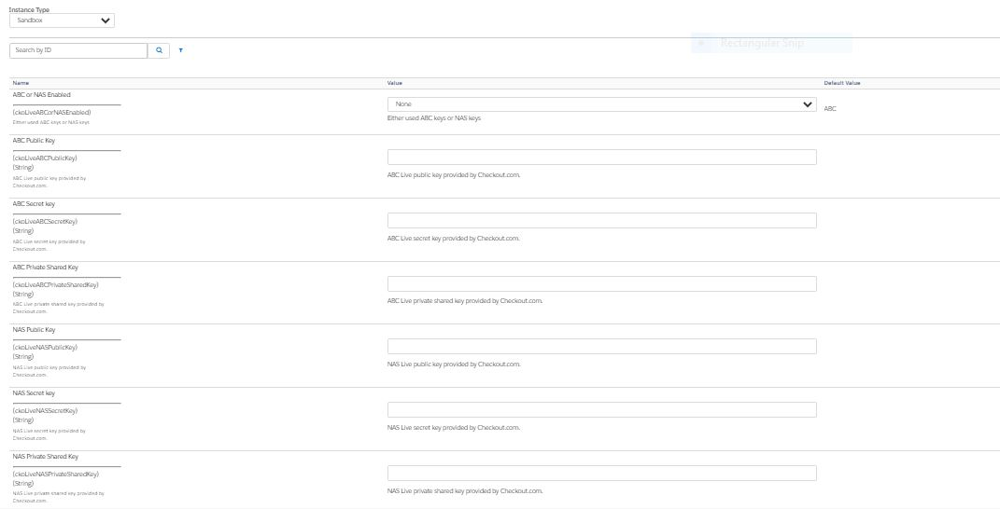 Instance Type
Sandbox
Rectangular Snip
Search by ID
Name Value Default Value
ABC or NAS Enabled
(ckoLiveABCorNASEnabled)
Either used ABC keys or NAS keys
None
Either used ABC keys or NAS keys
ABC
ABC Public Key
(ckoLiveABCPublicKey)
(String)
ABC Live public key provided by
Checkout.com.
ABC Live public key provided by Checkout.com.
ABC Secret key
(ckoLiveABCSecretKey)
(String)
ABC Live secret key provided by
Checkout.com.
ABC Live secret key provided by Checkout.com.
ABC Private Shared Key
(ckoLiveABCPrivateSharedKey)
(String)
ABC Live private shared key provided by
Checkout.com.
ABC Live private shared key provided by Checkout.com.
NAS Public Key
(ckoLiveNASPublicKey)
(String)
NAS Live public key provided by
Checkout.com.
NAS Live public key provided by Checkout.com.
NAS Secret key
(ckoLiveNASSecretKey)
(String)
NAS Live secret key provided by
Checkout.com.
NAS Live secret key provided by Checkout.com.
NAS Private Shared Key
(ckoLiveNASPrivateSharedKey)
(String)
NAS Live private shared key provided by
Checkout.com.
NAS Live private shared key provided by Checkout.com.